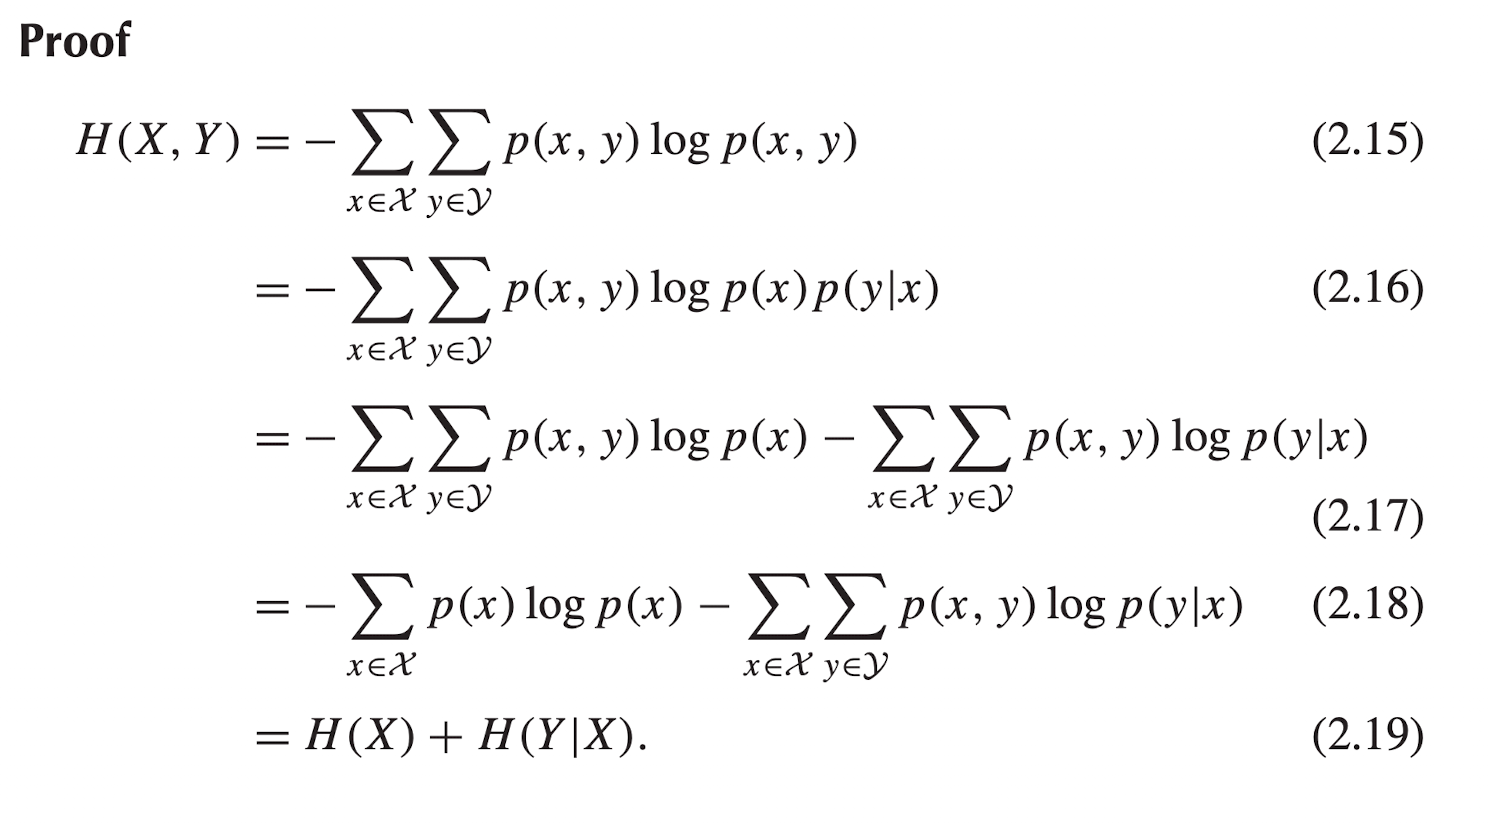 Proof
H(X, Y) = − ∑_{x∈𝒳} ∑_{y∈𝒴} p(x, y) log p(x, y) (2.15)
= − ∑_{x∈𝒳} ∑_{y∈𝒴} p(x, y) log p(x)p(y|x) (2.16)
= − ∑_{x∈𝒳} ∑_{y∈𝒴} p(x, y) log p(x) − ∑_{x∈𝒳} ∑_{y∈𝒴} p(x, y) log p(y|x)
(2.17)
= − ∑_{x∈𝒳} p(x) log p(x) − ∑_{x∈𝒳} ∑_{y∈𝒴} p(x, y) log p(y|x) (2.18)
= H(X) + H(Y|X). (2.19)